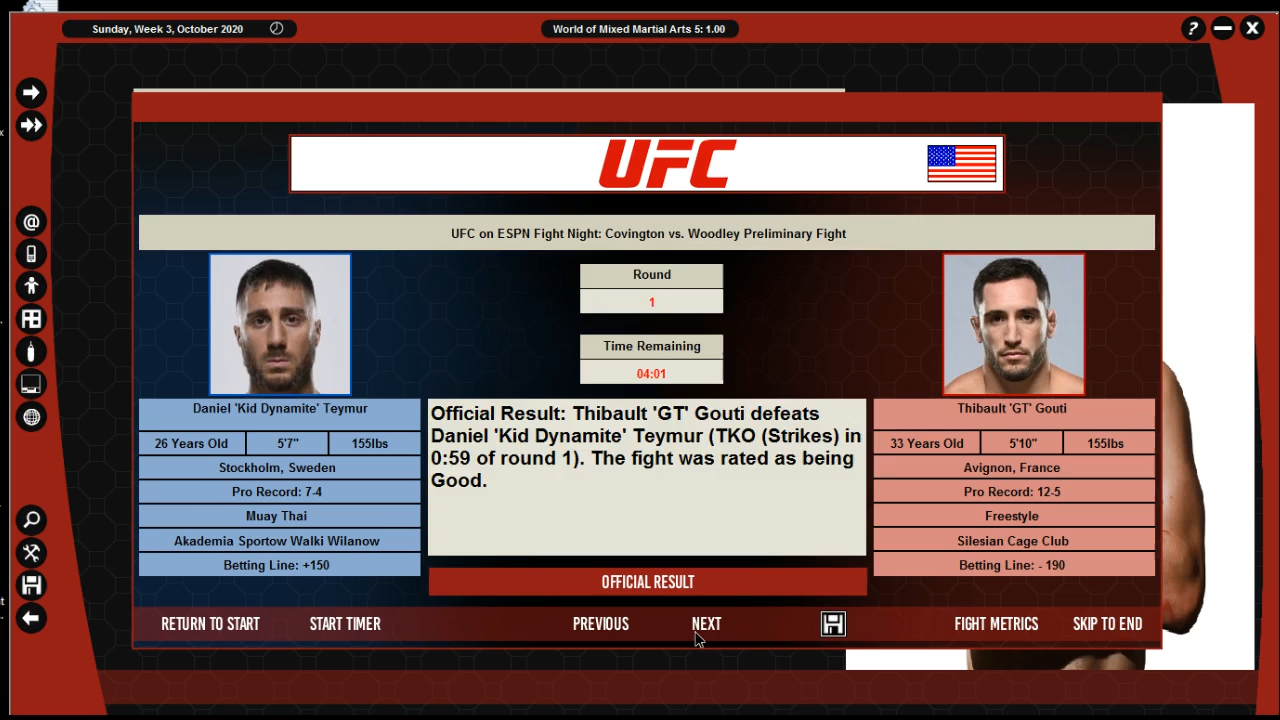 Sunday, Week 3, October 2020
World of Mixed Martial Arts 5: 1.00
?
X
UFC
UFC on ESPN Fight Night: Covington vs. Woodley Preliminary Fight
Round
1
Time Remaining
04:01
Daniel 'Kid Dynamite' Teymur
26 Years Old 5'7" 155lbs
Stockholm, Sweden
Pro Record: 7-4
Muay Thai
Akademia Sportow Walki Wilanow
Betting Line: +150
Official Result: Thibault 'GT' Gouti defeats
Daniel 'Kid Dynamite' Teymur (TKO (Strikes) in
0:59 of round 1). The fight was rated as being
Good.
OFFICIAL RESULT
Thibault 'GT' Gouti
33 Years Old 5'10" 155lbs
Avignon, France
Pro Record: 12-5
Freestyle
Silesian Cage Club
Betting Line: - 190
RETURN TO START START TIMER PREVIOUS NEXT FIGHT METRICS SKIP TO END